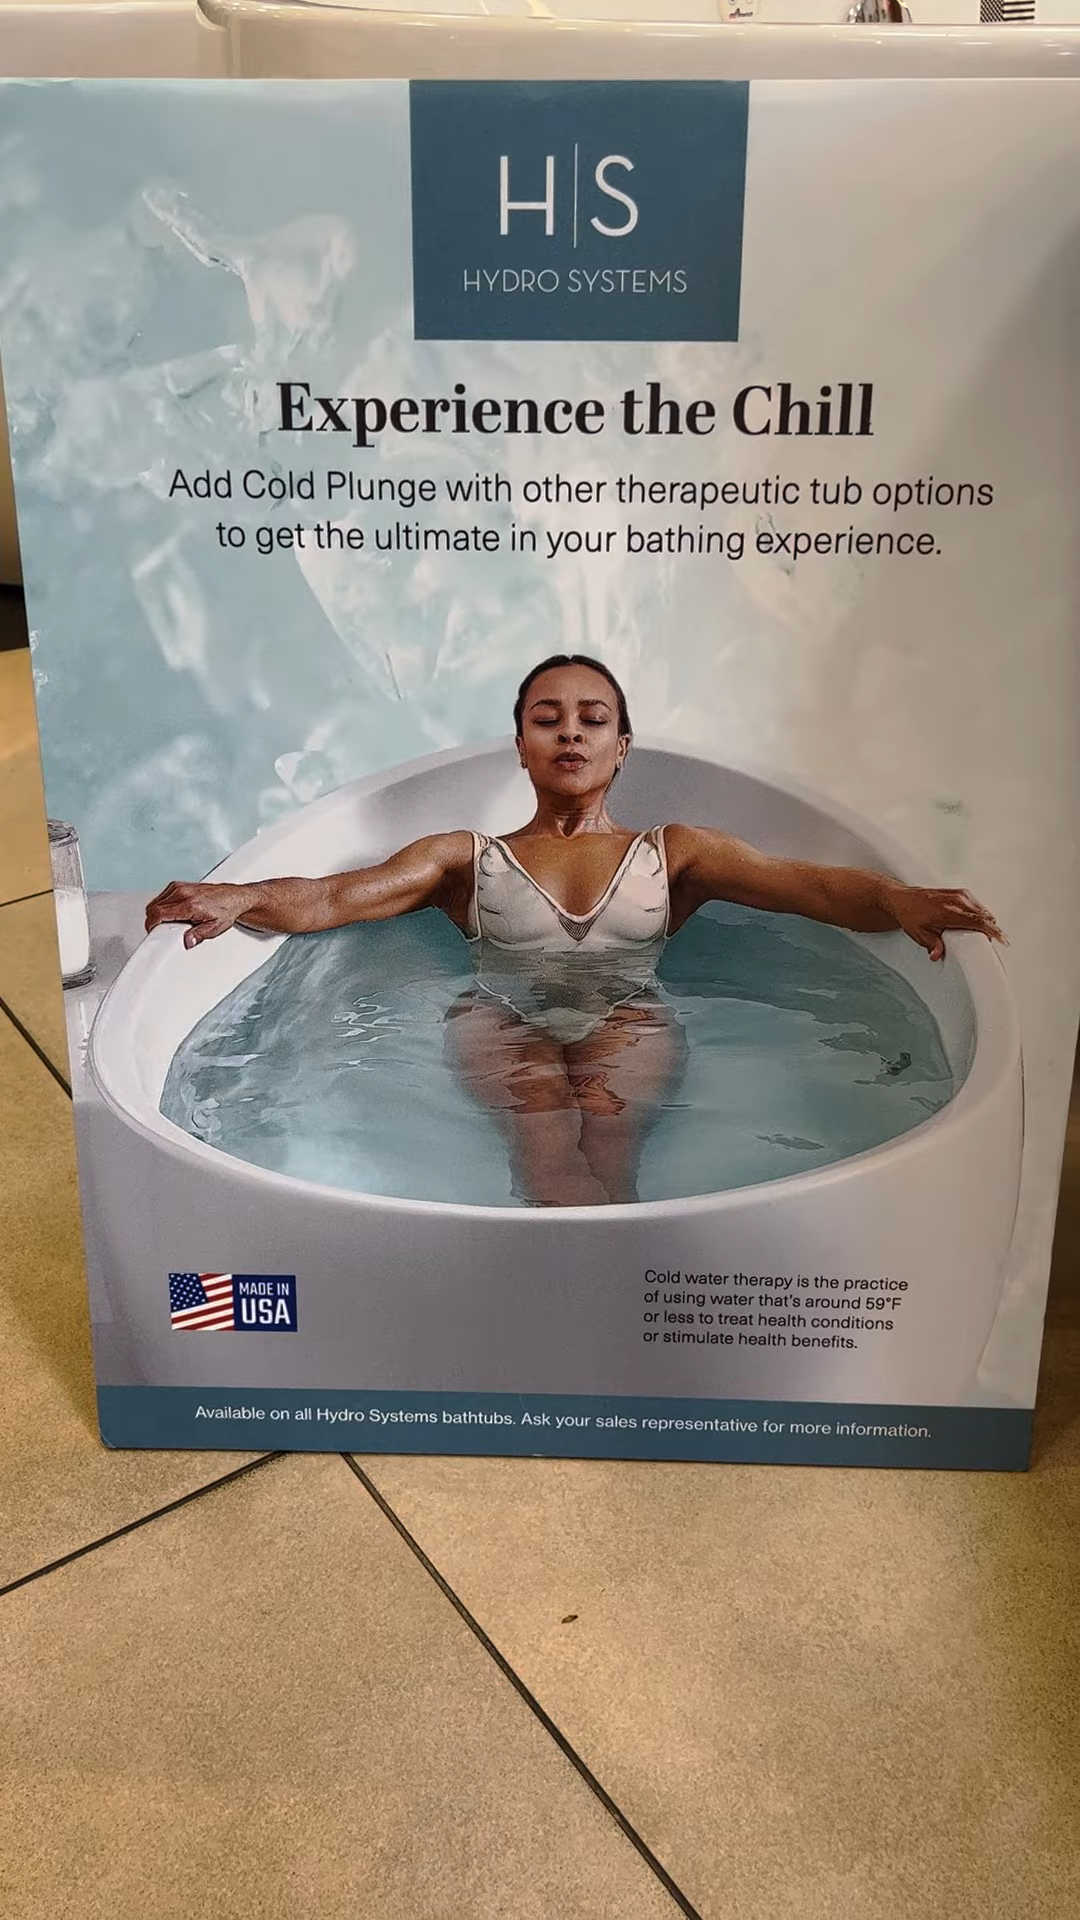 H|S
HYDRO SYSTEMS
Experience the Chill
Add Cold Plunge with other therapeutic tub options
to get the ultimate in your bathing experience.
MADE IN
USA
Cold water therapy is the practice
of using water that's around 59°F
or less to treat health conditions
or stimulate health benefits.
Available on all Hydro Systems bathtubs. Ask your sales representative for more information.